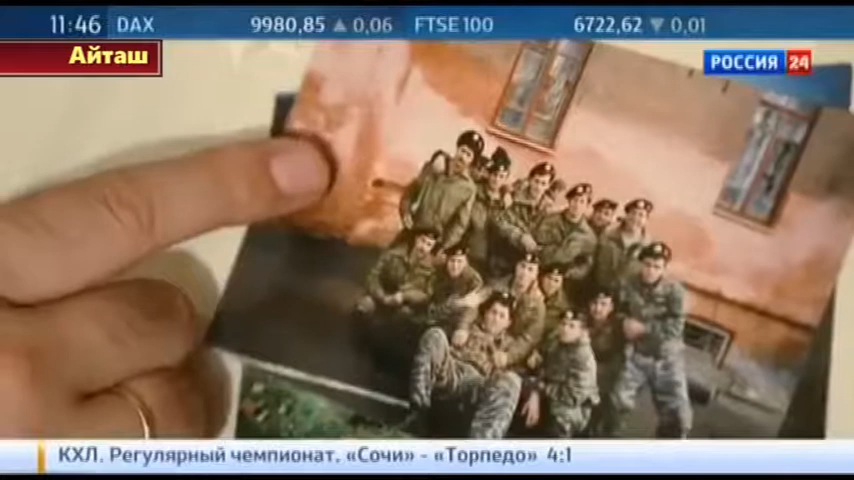 11:46 DAX 9980,85 ▲ 0,06 FTSE 100 6722,62 ▼ 0,01
Айташ
РОССИЯ 24
КХЛ. Регулярный чемпионат. «Сочи» - «Торпедо» 4:1